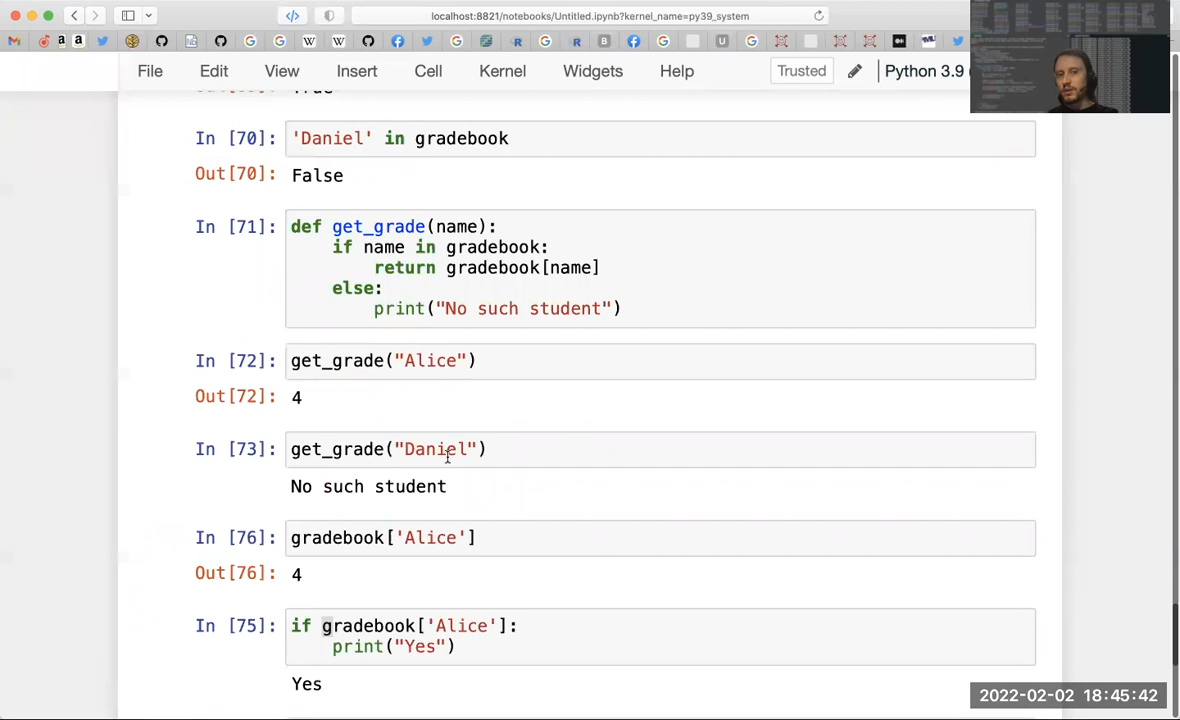 localhost:8821/notebooks/Untitled.ipynb?kernel_name=py39_system
File Edit View Insert Cell Kernel Widgets Help Trusted Python 3.9
True
In [70]: 'Daniel' in gradebook
Out[70]: False
In [71]: def get_grade(name):
if name in gradebook:
return gradebook[name]
else:
print("No such student")
In [72]: get_grade("Alice")
Out[72]: 4
In [73]: get_grade("Daniel")
No such student
In [76]: gradebook['Alice']
Out[76]: 4
In [75]: if gradebook['Alice']:
print("Yes")
Yes
2022-02-02 18:45:42